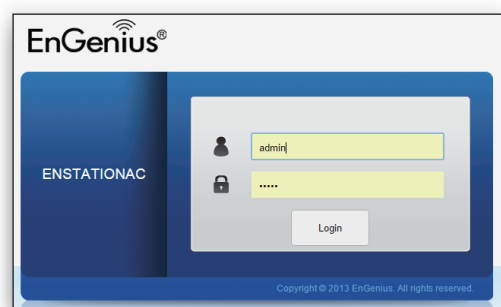 EnGenius®
ENSTATIONAC
admin
•••••
Login
Copyright © 2013 EnGenius. All rights reserved.